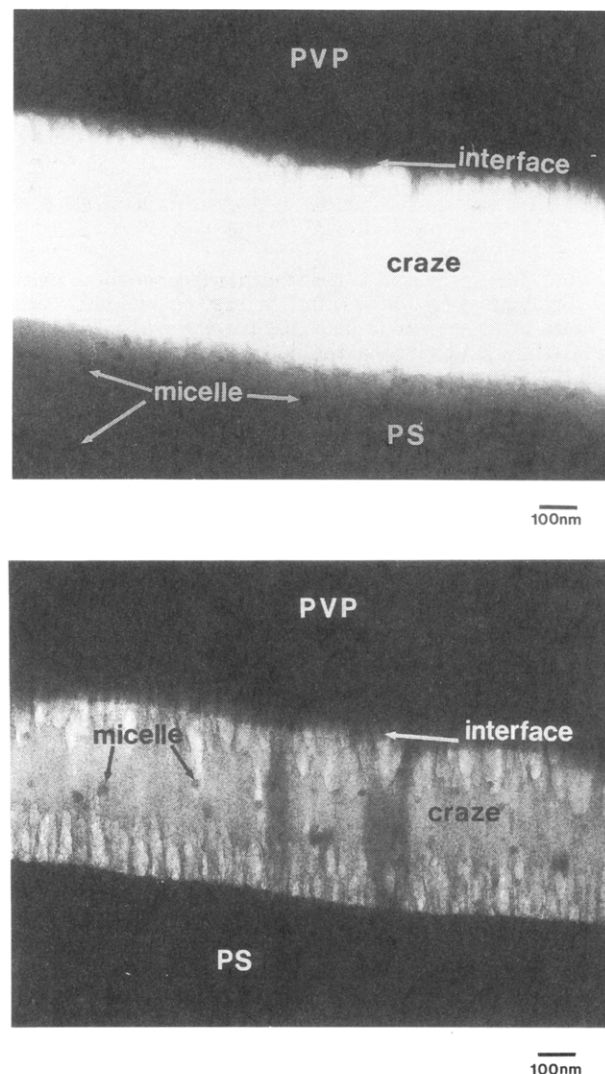 PVP
interface
craze
micelle
PS
100nm
PVP
micelle
interface
craze
PS
100nm